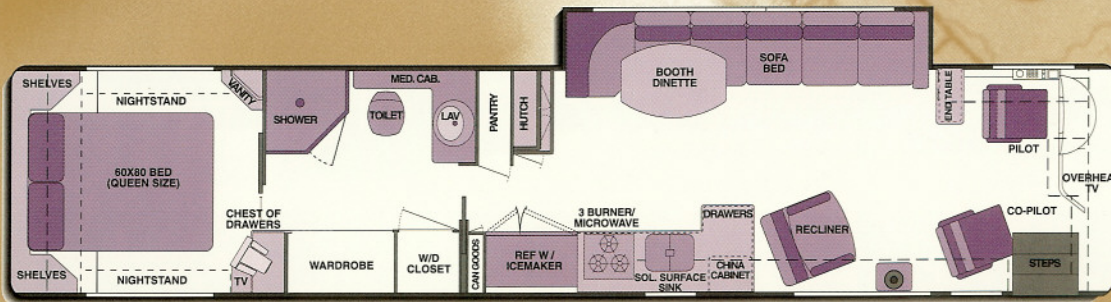 SHELVES
NIGHTSTAND
VANITY
60X80 BED
(QUEEN SIZE)
SHELVES
NIGHTSTAND
CHEST OF
DRAWERS
TV
SHOWER
MED. CAB.
TOILET
LAV
PANTRY
HUTCH
WARDROBE
W/D
CLOSET
CAN GOODS
REF W /
ICEMAKER
3 BURNER/
MICROWAVE
SOL. SURFACE
SINK
DRAWERS
CHINA
CABINET
BOOTH
DINETTE
SOFA
BED
RECLINER
END TABLE
PILOT
OVERHEA
TV
CO-PILOT
STEPS